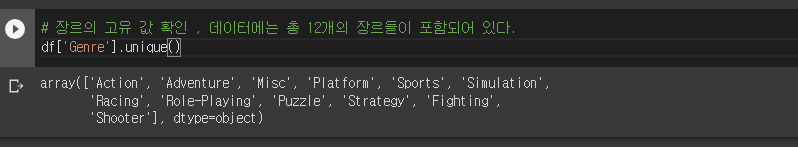 # 장르의 고유 값 확인 , 데이터에는 총 12개의 장르들이 포함되어 있다.
df['Genre'].unique()
array(['Action', 'Adventure', 'Misc', 'Platform', 'Sports', 'Simulation',
'Racing', 'Role-Playing', 'Puzzle', 'Strategy', 'Fighting',
'Shooter'], dtype=object)